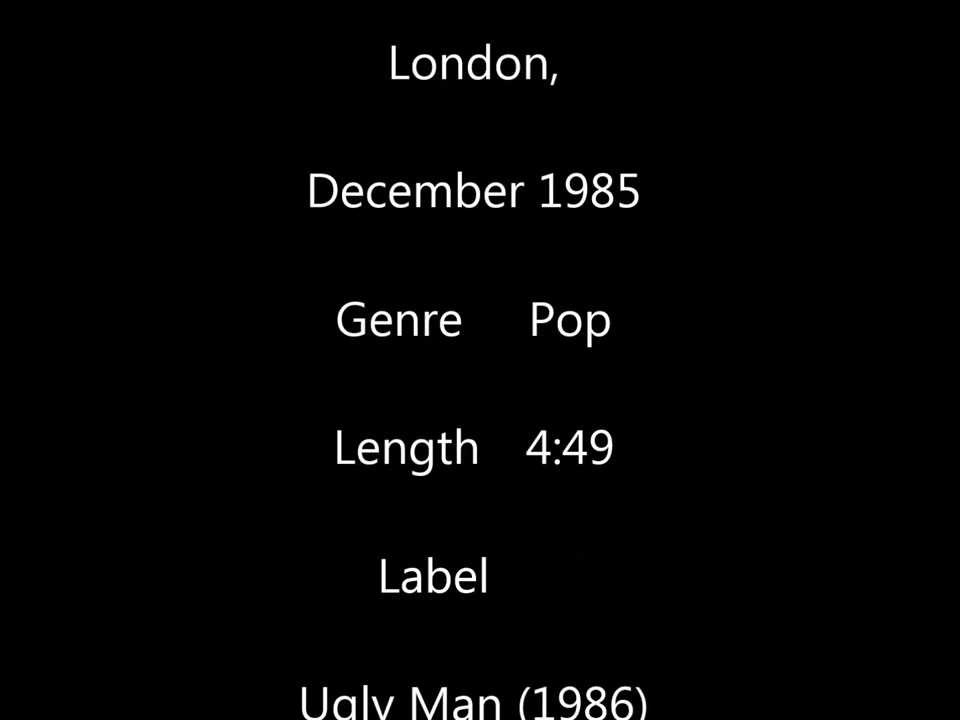 London,
December 1985
Genre Pop
Length 4:49
Label
Ugly Man (1986)